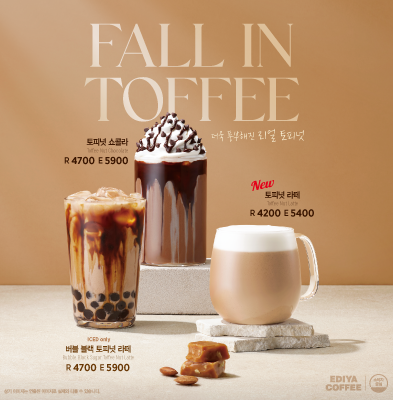 FALL IN
TOFFEE
더욱 풍부해진 리얼 토피넛
토피넛 쇼콜라
Toffee Nut Chocolate
R 4700 E 5900
New
토피넛 라떼
Toffee Nut Latte
R 4200 E 5400
ICED only
버블 블랙 토피넛 라떼
Bubble Black Sugar Toffee Nut Latte
R 4700 E 5900
EDIYA
COFFEE